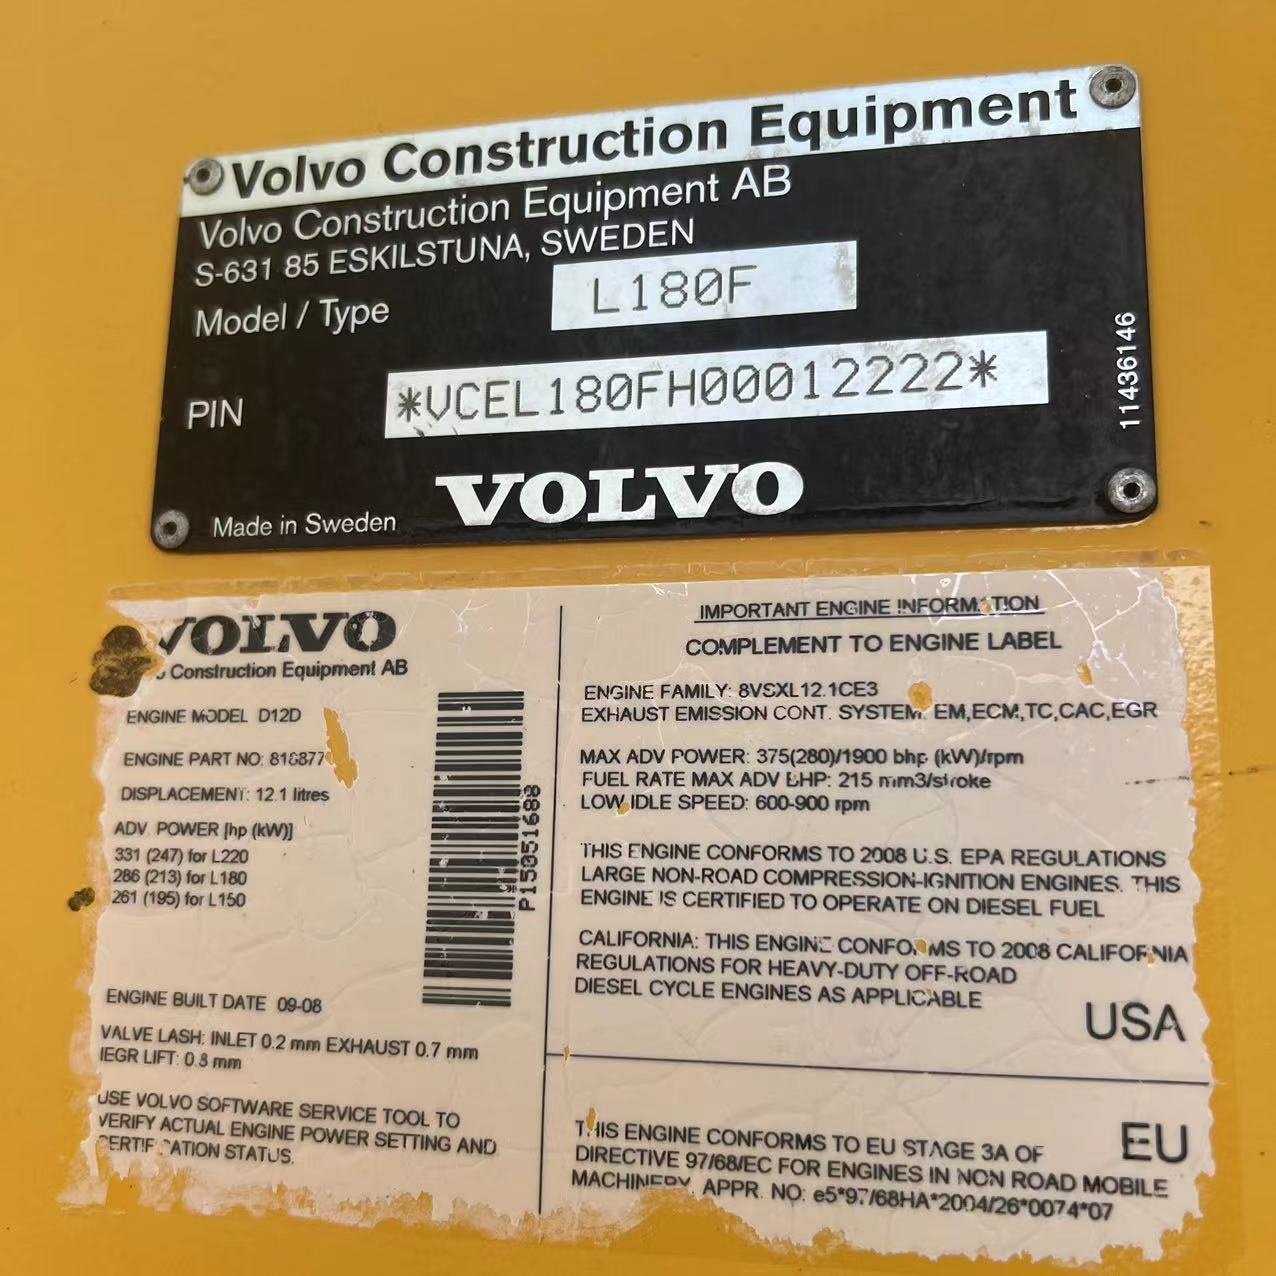 Volvo Construction Equipment
Volvo Construction Equipment AB
S-631 85 ESKILSTUNA, SWEDEN
Model / Type L180F
PIN *VCEL180FH00012222*
11436146
Made in Sweden VOLVO
VOLVO
Construction Equipment AB
ENGINE MODEL D12D
ENGINE PART NO:
DISPLACEMENT: 12.1 litres
ADV. POWER [hp (kW)]
331 (247) for L220
286 (213) for L180
261 (195) for L150
P15051688
ENGINE BUILT DATE 09-08
VALVE LASH: INLET 0.2 mm EXHAUST 0.7 mm
IEGR LIFT: 0.8 mm
USE VOLVO SOFTWARE SERVICE TOOL TO
VERIFY ACTUAL ENGINE POWER SETTING AND
CERTIFICATION STATUS.
IMPORTANT ENGINE INFORMATION
COMPLEMENT TO ENGINE LABEL
ENGINE FAMILY: 8VSXL12.1CE3
EXHAUST EMISSION CONT. SYSTEM: EM,ECM,TC,CAC,EGR
MAX ADV POWER: 375(280)/1900 bhp (kW)/rpm
FUEL RATE MAX ADV BHP: 215 mm3/stroke
LOW IDLE SPEED: 600-900 rpm
THIS ENGINE CONFORMS TO 2008 U.S. EPA REGULATIONS
LARGE NON-ROAD COMPRESSION-IGNITION ENGINES. THIS
ENGINE IS CERTIFIED TO OPERATE ON DIESEL FUEL
CALIFORNIA: THIS ENGINE CONFORMS TO 2008 CALIFORNIA
REGULATIONS FOR HEAVY-DUTY OFF-ROAD
DIESEL CYCLE ENGINES AS APPLICABLE
USA
EU
THIS ENGINE CONFORMS TO EU STAGE 3A OF
DIRECTIVE 97/68/EC FOR ENGINES IN NON ROAD MOBILE
MACHINERY. APPR. NO: e5*97/68HA*2004/26*0074*07